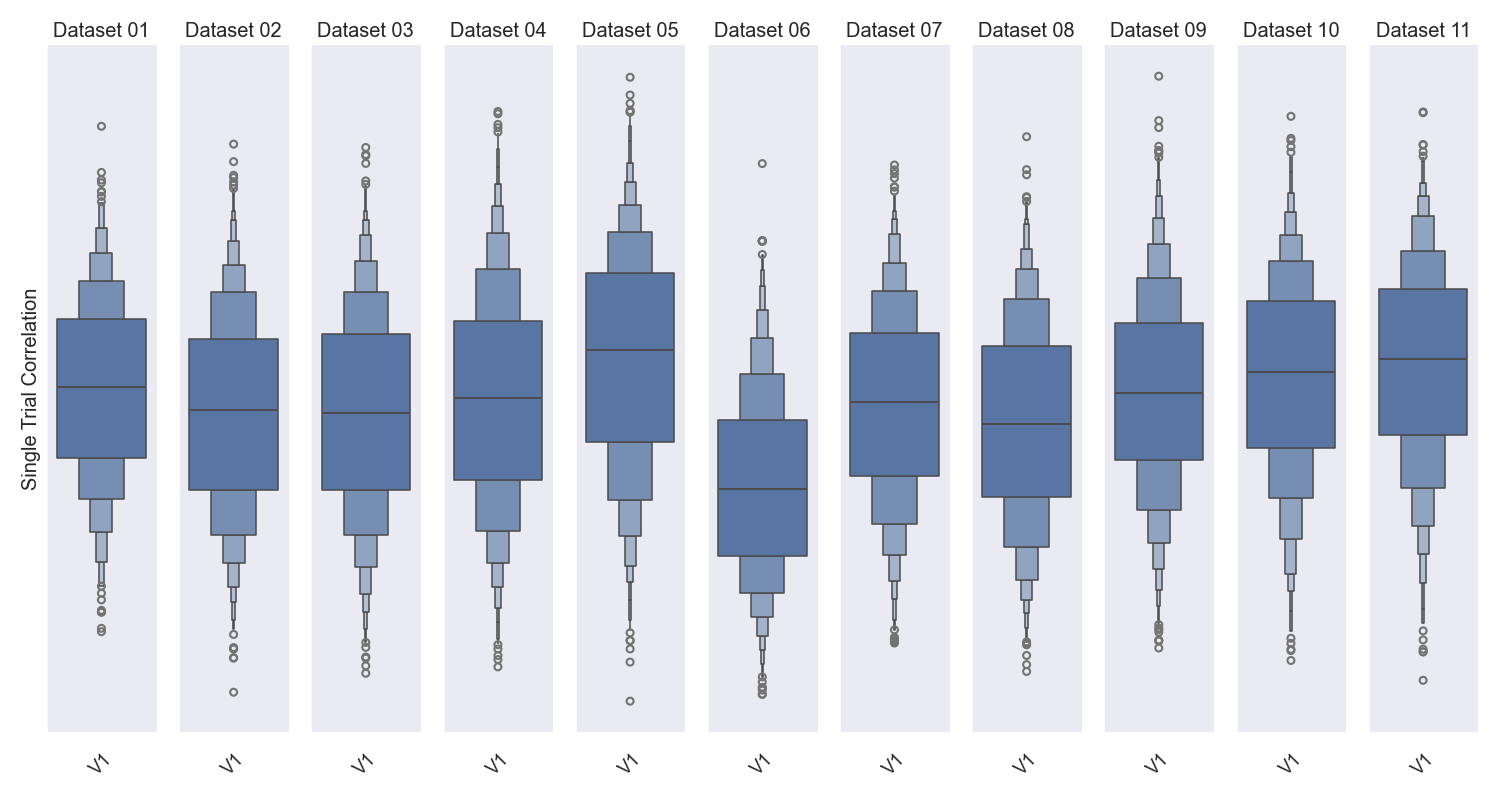 Dataset 01
Dataset 02
Dataset 03
Dataset 04
Dataset 05
Dataset 06
Dataset 07
Dataset 08
Dataset 09
Dataset 10
Dataset 11
Single Trial Correlation
V1
V1
V1
V1
V1
V1
V1
V1
V1
V1
V1